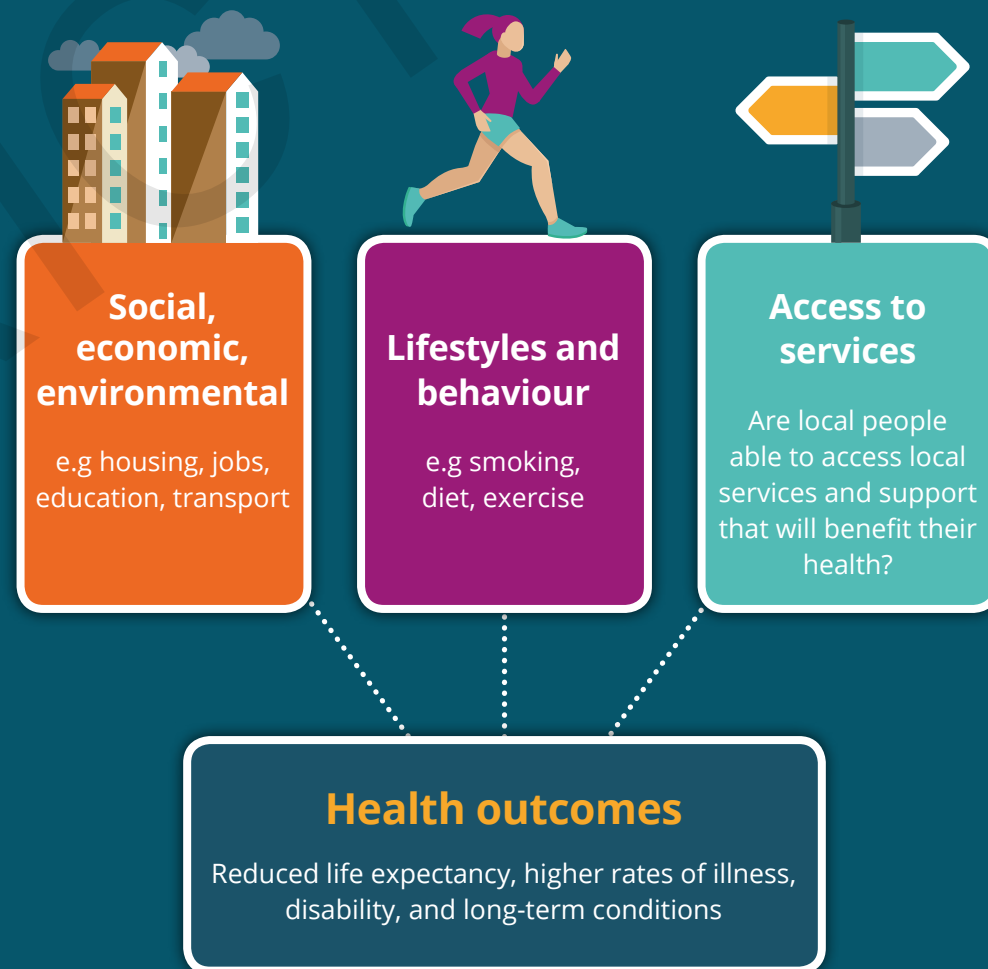 Social,
economic,
environmental
e.g housing, jobs,
education, transport
Lifestyles and
behaviour
e.g smoking,
diet, exercise
Access to
services
Are local people
able to access local
services and support
that will benefit their
health?
Health outcomes
Reduced life expectancy, higher rates of illness,
disability, and long-term conditions